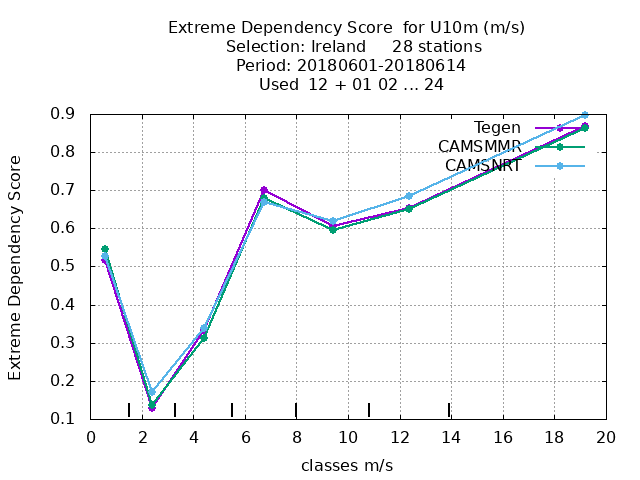 Extreme Dependency Score  for U10m (m/s)
Selection: Ireland     28 stations
Period: 20180601-20180614
Used  12 + 01 02 ... 24
Extreme Dependency Score
0.9
0.8
0.7
0.6
0.5
0.4
0.3
0.2
0.1
Tegen
CAMSMMR
CAMSNRT
0 2 4 6 8 10 12 14 16 18 20
classes m/s